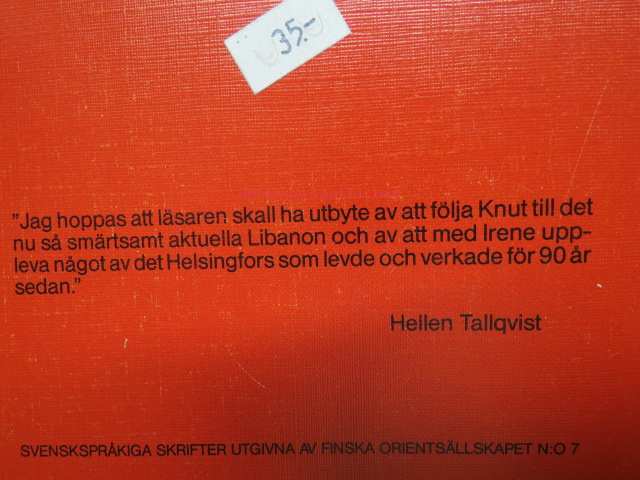 35.-
"Jag hoppas att läsaren skall ha utbyte av att följa Knut till det
nu så smärtsamt aktuella Libanon och av att med Irene upp-
leva något av det Helsingfors som levde och verkade för 90 år
sedan."
Hellen Tallqvist
SVENSKSPRÅKIGA SKRIFTER UTGIVNA AV FINSKA ORIENTSÄLLSKAPET N:O 7